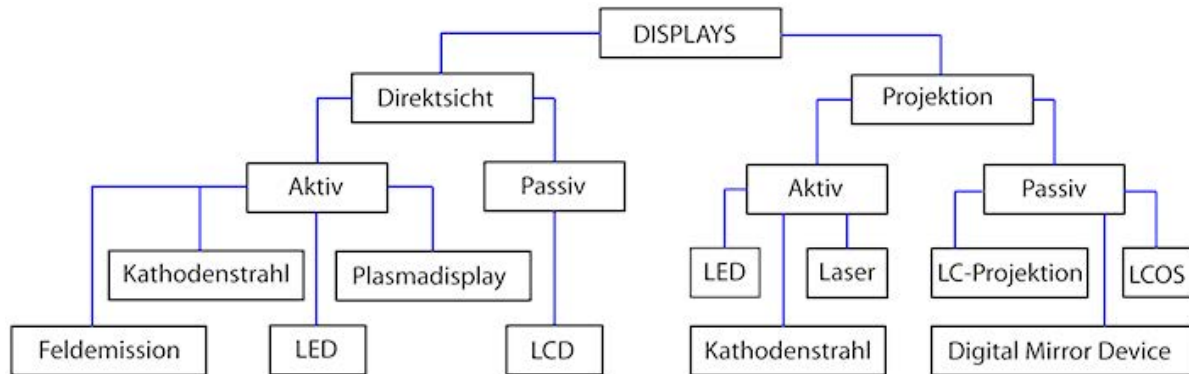 DISPLAYS
Direktsicht
Projektion
Aktiv
Passiv
Aktiv
Passiv
Kathodenstrahl
Plasmadisplay
LED
Laser
LC-Projektion
LCOS
Feldemission
LED
LCD
Kathodenstrahl
Digital Mirror Device